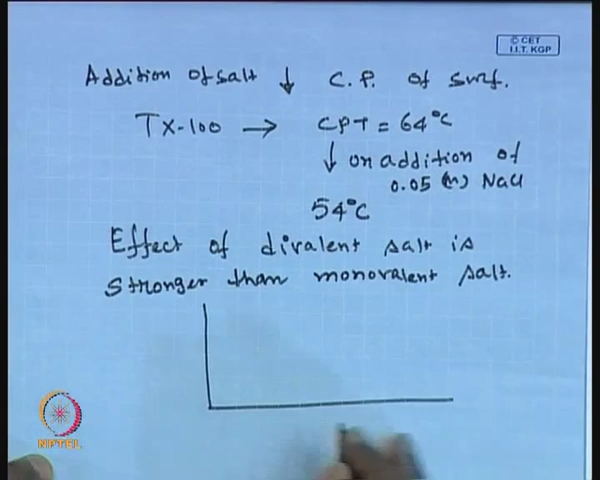 © CET
I.I.T. KGP
Addition of salt ↓ C.P. of surf.
TX-100 → CPT = 64°C
↓ on addition of
0.05 (M) NaCl
54°C
Effect of divalent salt is
stronger than monovalent salt.
NPTEL